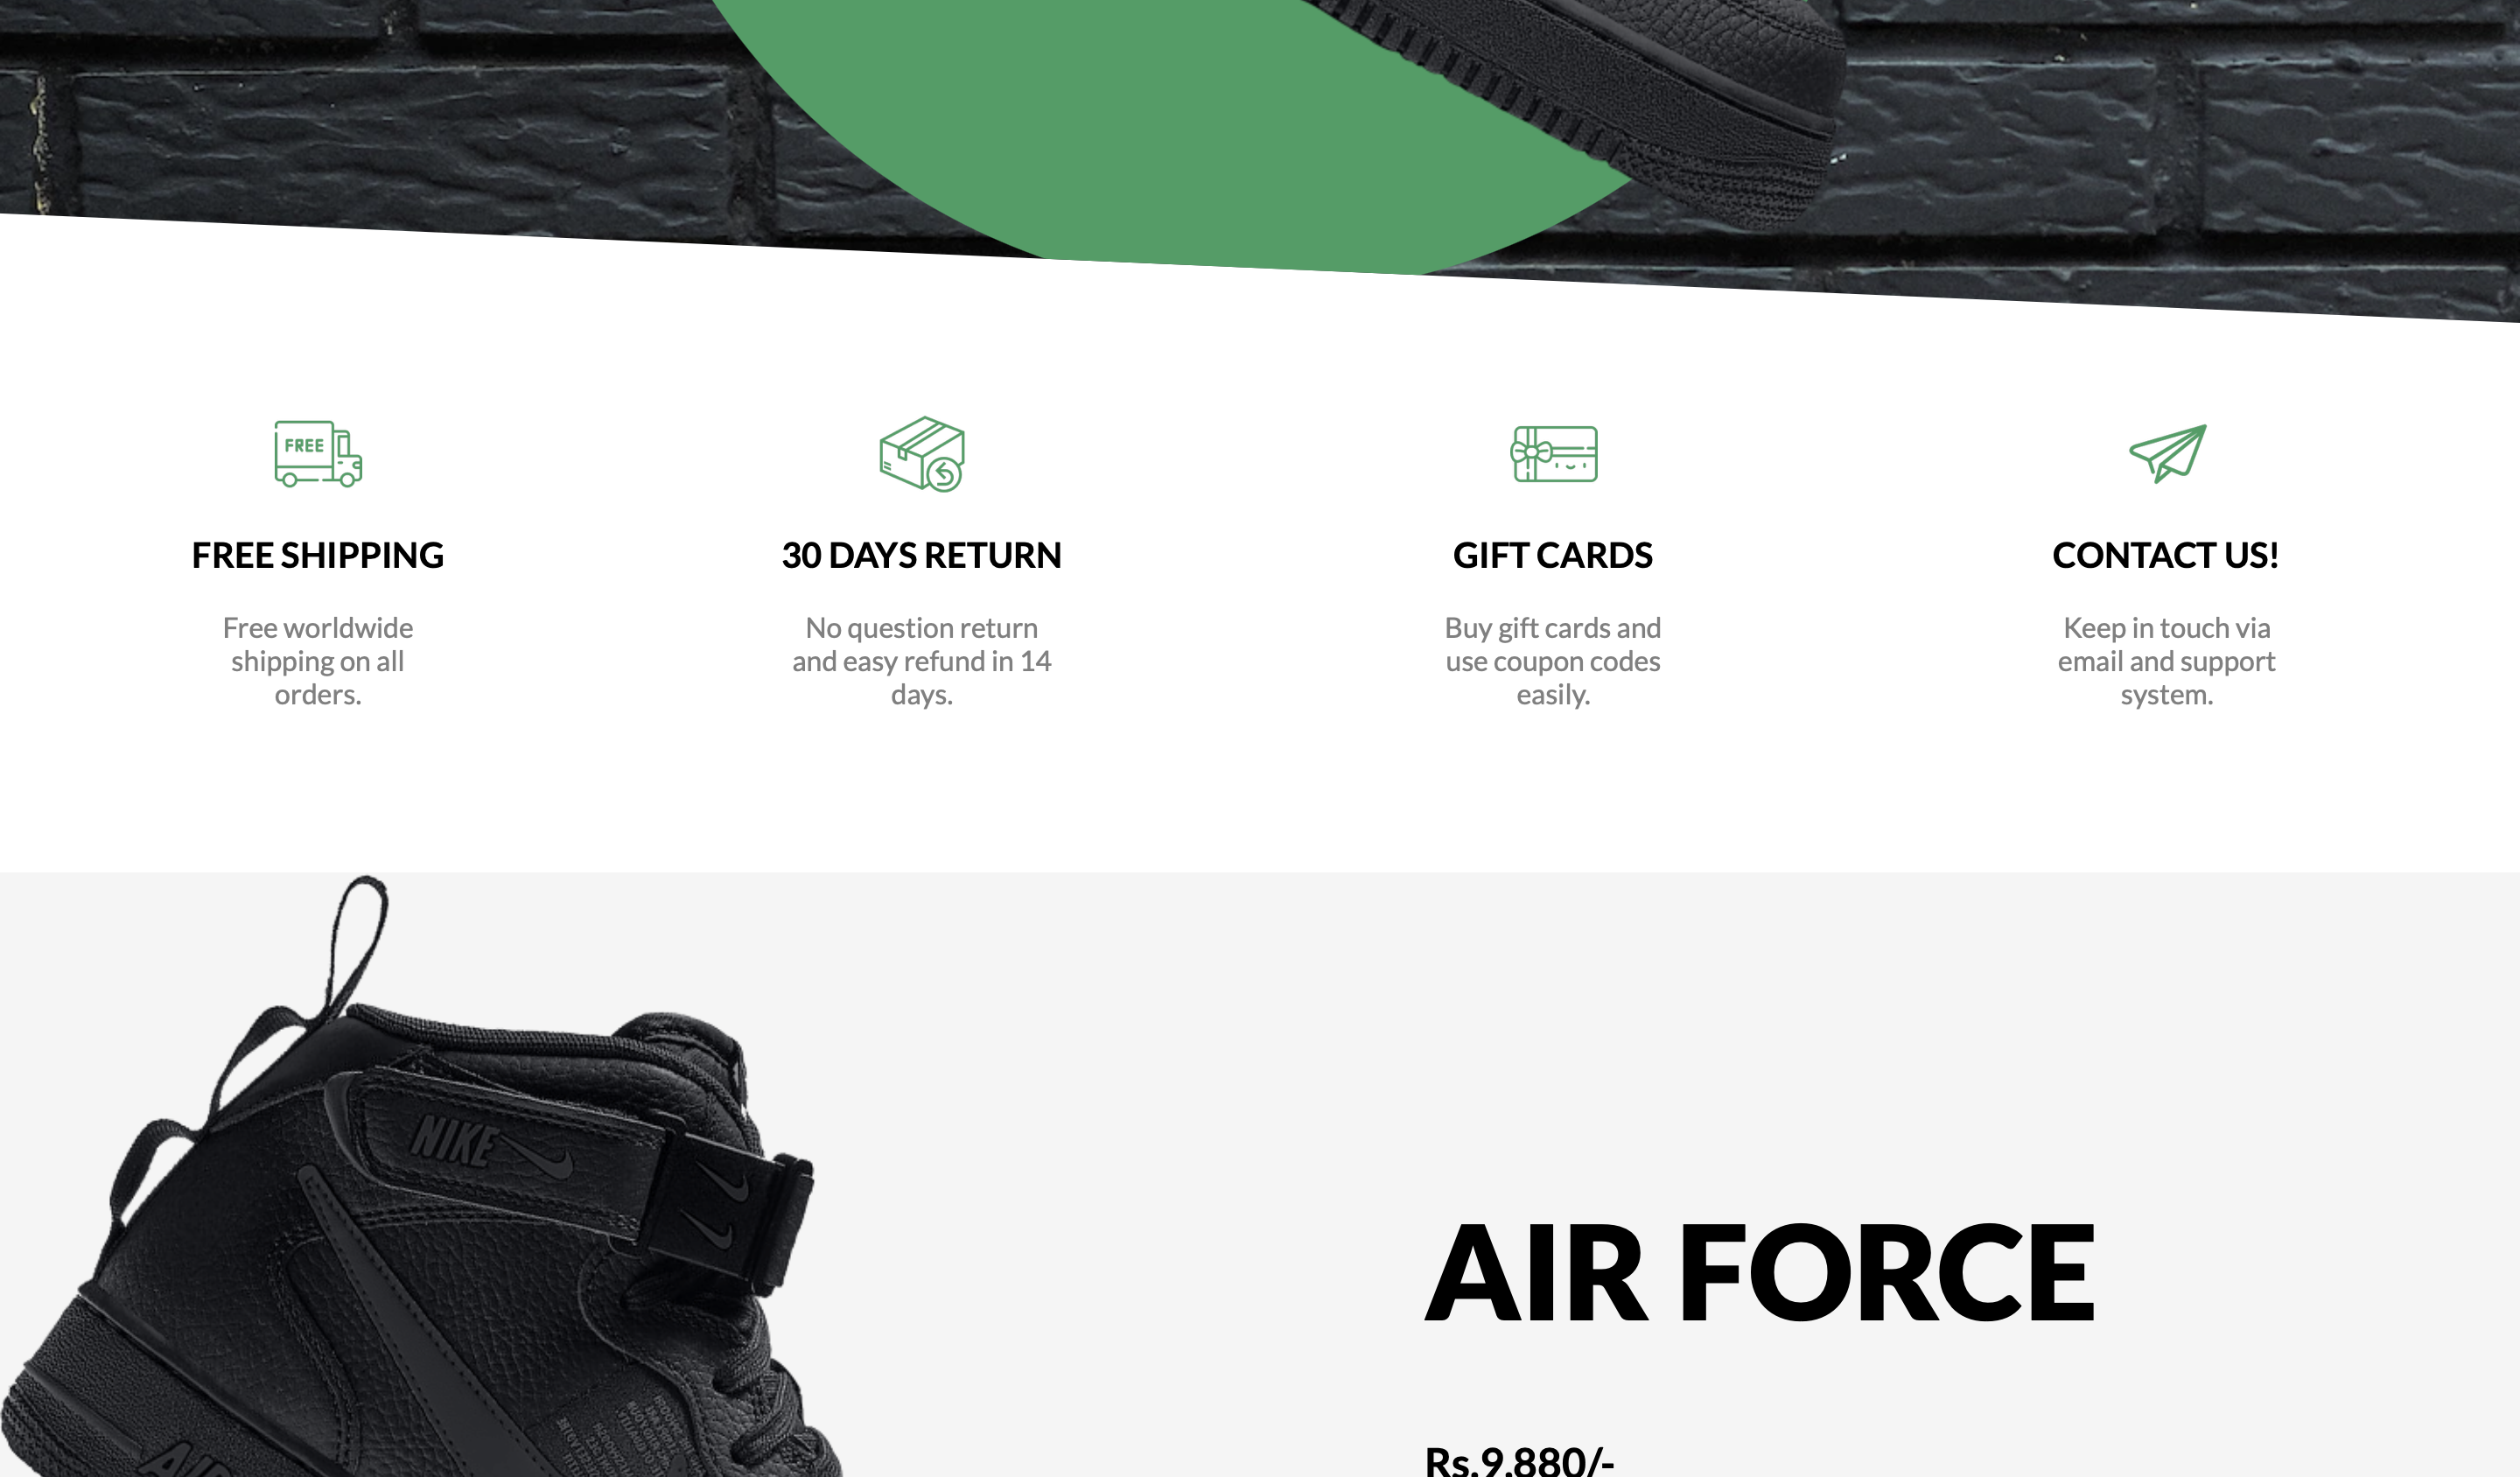 FREE
FREE SHIPPING
Free worldwide
shipping on all
orders.
30 DAYS RETURN
No question return
and easy refund in 14
days.
GIFT CARDS
Buy gift cards and
use coupon codes
easily.
CONTACT US!
Keep in touch via
email and support
system.
NIKE
AIR
AIR FORCE
Rs.9,880/-